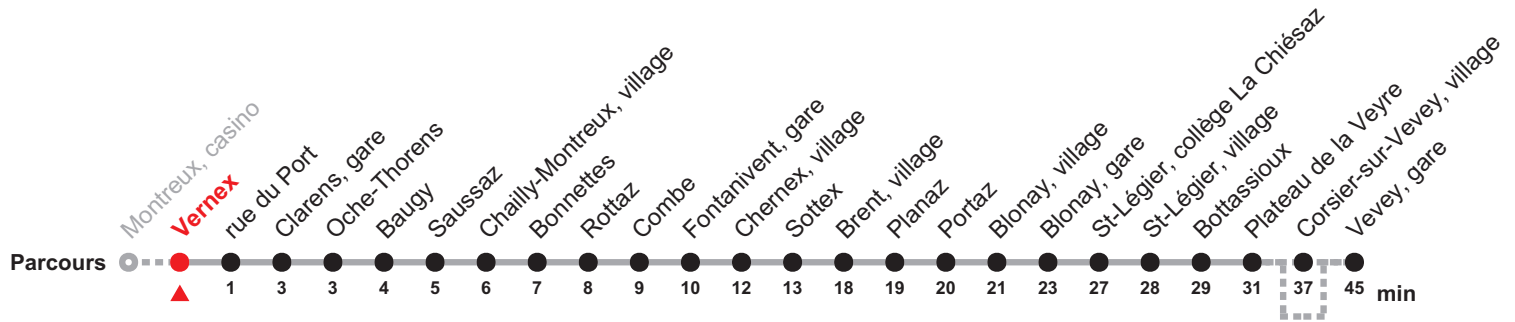 Montreux, casino
Vernex
rue du Port
Clarens, gare
Oche-Thorens
Baugy
Saussaz
Chailly-Montreux, village
Bonnettes
Rottaz
Combe
Fontanivent, gare
Chernex, village
Sottex
Brent, village
Planaz
Portaz
Blonay, village
Blonay, gare
St-Légier, collège La Chiésaz
St-Légier, village
Bottassioux
Plateau de la Veyre
Corsier-sur-Vevey, village
Vevey, gare
Parcours
1 3 3 4 5 6 7 8 9 10 12 13 18 19 20 21 23 27 28 29 31 37 45 min